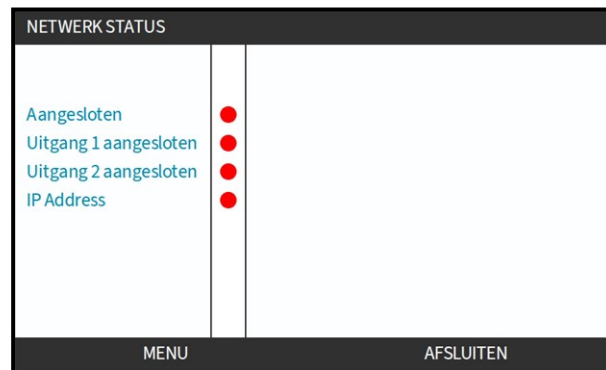 NETWERK STATUS
Aangesloten
Uitgang 1 aangesloten
Uitgang 2 aangesloten
IP Address
MENU
AFSLUITEN